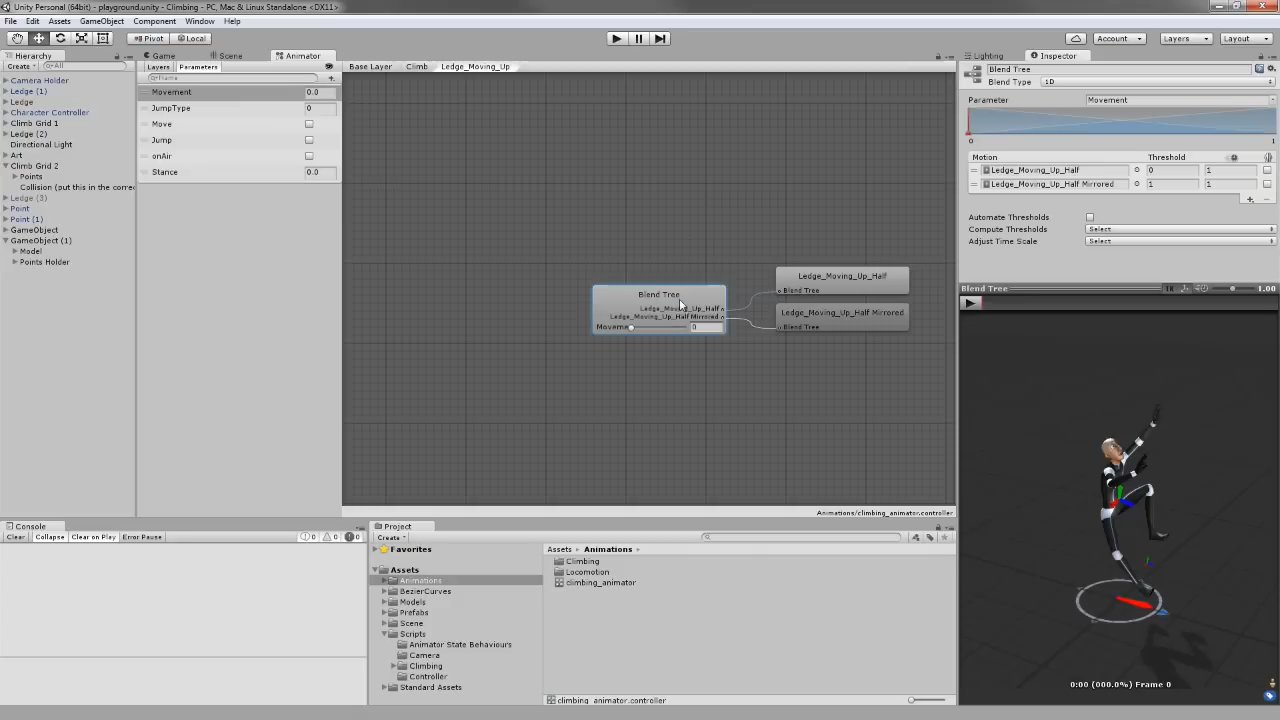 Unity Personal (64bit) - playground.unity - Climbing - PC, Mac & Linux Standalone <DX11>
File Edit Assets GameObject Component Window Help
Pivot Local Account Layers Layout
Hierarchy
Create All
Camera Holder
Ledge (1)
Ledge
Character Controller
Climb Grid 1
Ledge (2)
Directional Light
Art
Climb Grid 2
Points
Collision (put this in the corre
Ledge (3)
Point
Point (1)
GameObject
GameObject (1)
Model
Points Holder
Game Scene Animator
Layers Parameters
Name
Movement 0.0
JumpType 0
Move
Jump
onAir
Stance 0.0
Base Layer Climb Ledge_Moving_Up
Blend Tree
Ledge_Moving_Up_Half
Ledge_Moving_Up_Half Mirrored
Moveme 0
Ledge_Moving_Up_Half
Blend Tree
Ledge_Moving_Up_Half Mirrored
Blend Tree
Animations/climbing_animator.controller
Lighting Inspector
Blend Tree
Blend Type 1D
Parameter Movement
0 1
Motion Threshold
Ledge_Moving_Up_Half 0 1
Ledge_Moving_Up_Half Mirrored 1 1
Automate Thresholds
Compute Thresholds Select
Adjust Time Scale Select
Blend Tree IK 1.00
0:00 (000.0%) Frame 0
Console
Clear Collapse Clear on Play Error Pause 0 0 0
Project
Create
Favorites
Assets
Animations
BezierCurves
Models
Prefabs
Scene
Scripts
Animator State Behaviours
Camera
Climbing
Controller
Standard Assets
Assets Animations
Climbing
Locomotion
climbing_animator
climbing_animator.controller